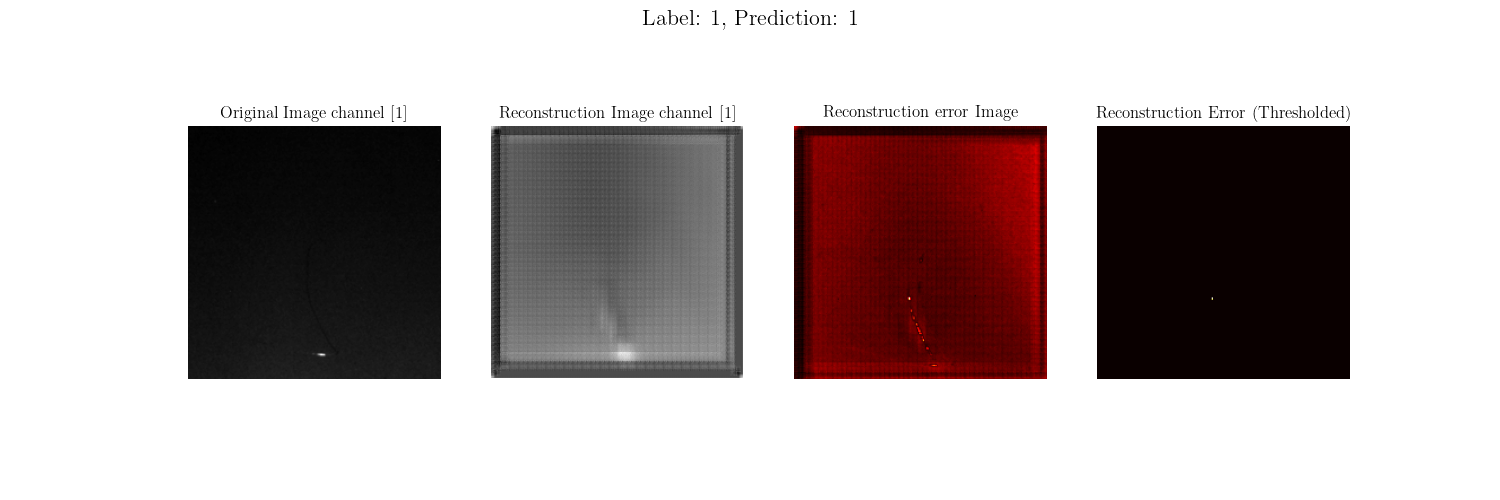 Label: 1, Prediction: 1
Original Image channel [1]
Reconstruction Image channel [1]
Reconstruction error Image
Reconstruction Error (Thresholded)